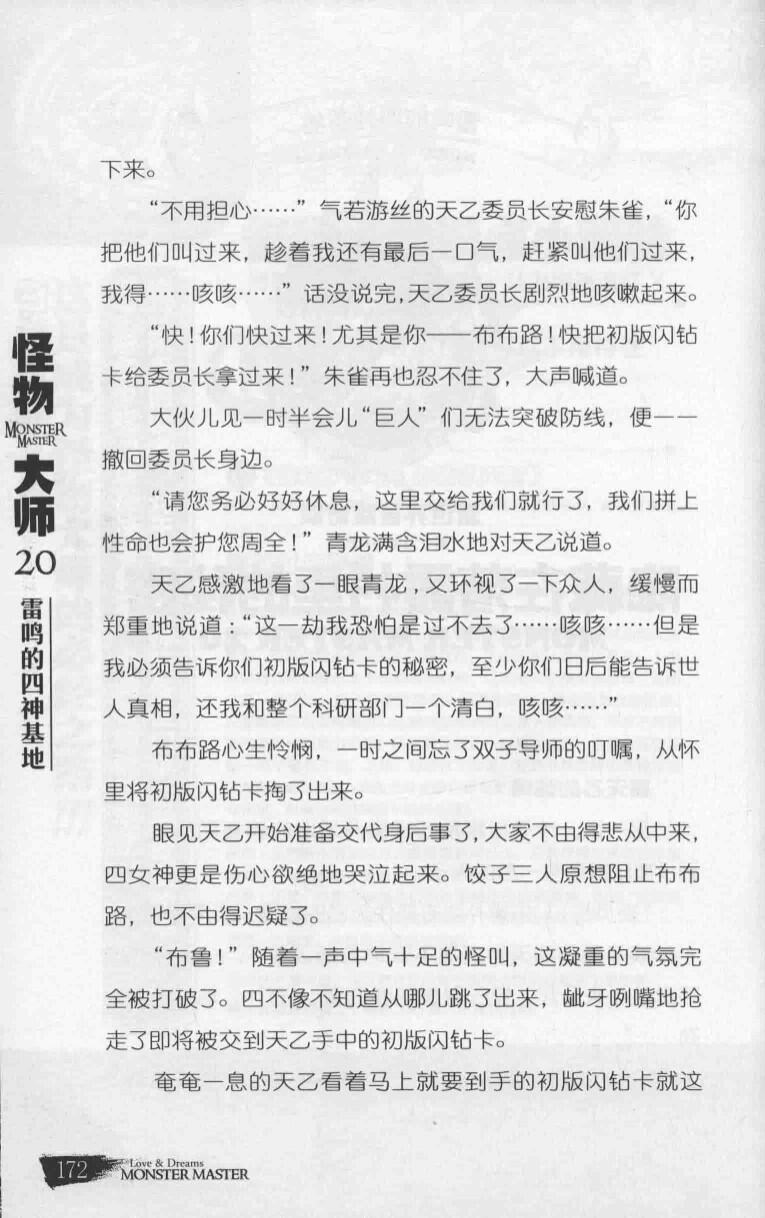 下来。
“不用担心……”气若游丝的天乙委员长安慰朱雀，“你
把他们叫过来，趁着我还有最后一口气，赶紧叫他们过来，
我得……咳咳……”话没说完，天乙委员长剧烈地咳嗽起来。
“快！你们快过来！尤其是你——布布路！快把初版闪钻
卡给委员长拿过来！”朱雀再也忍不住了，大声喊道。
大伙儿见一时半会儿“巨人”们无法突破防线，便一一
撤回委员长身边。
“请您务必好好休息，这里交给我们就行了，我们拼上
性命也会护您周全！”青龙满含泪水地对天乙说道。
天乙感激地看了一眼青龙，又环视了一下众人，缓慢而
郑重地说道：“这一劫我恐怕是过不去了……咳咳……但是
我必须告诉你们初版闪钻卡的秘密，至少你们日后能告诉世
人真相，还我和整个科研部门一个清白，咳咳……”
布布路心生怜悯，一时之间忘了双子导师的叮嘱，从怀
里将初版闪钻卡掏了出来。
眼见天乙开始准备交代身后事了，大家不由得悲从中来，
四女神更是伤心欲绝地哭泣起来。饺子三人原想阻止布布
路，也不由得迟疑了。
“布鲁！”随着一声中气十足的怪叫，这凝重的气氛完
全被打破了。四不像不知道从哪儿跳了出来，龇牙咧嘴地抢
走了即将被交到天乙手中的初版闪钻卡。
奄奄一息的天乙看着马上就要到手的初版闪钻卡就这
怪物
MONSTER
MASTER
大师
20
雷鸣的四神基地
172
Love & Dreams
MONSTER MASTER